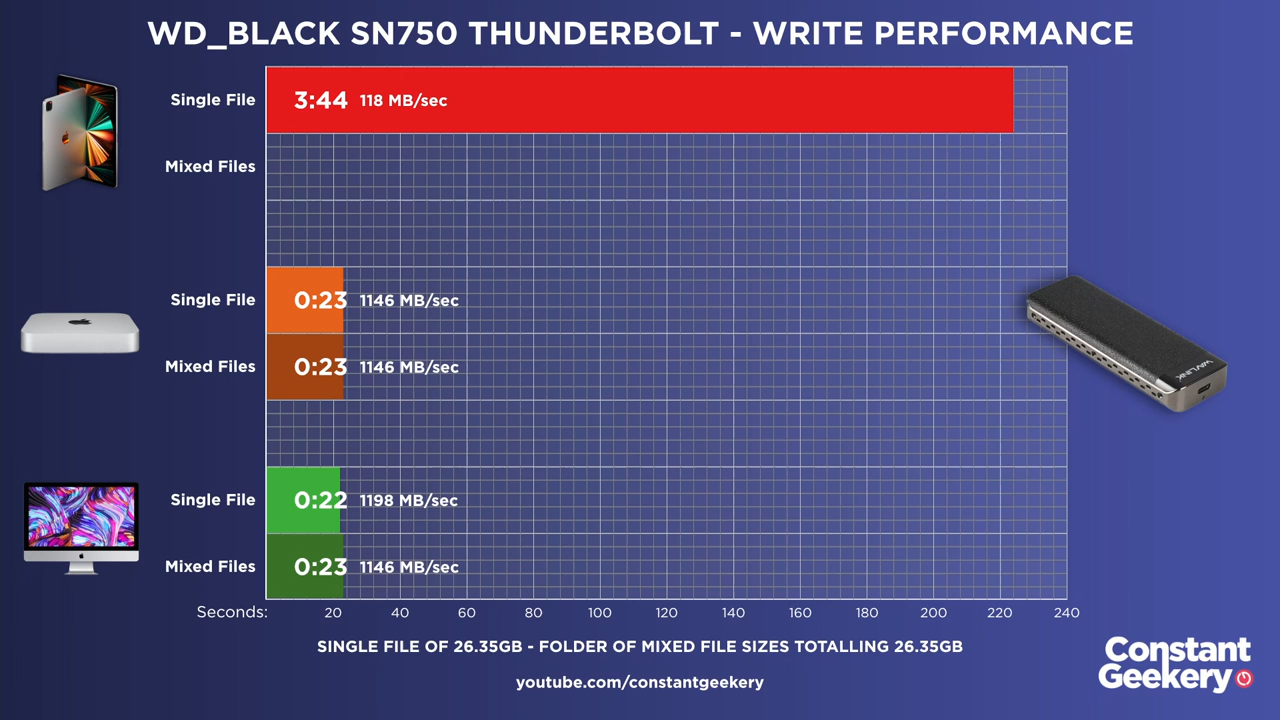 WD_BLACK SN750 THUNDERBOLT - WRITE PERFORMANCE
Single File 3:44 118 MB/sec
Mixed Files
Single File 0:23 1146 MB/sec
Mixed Files 0:23 1146 MB/sec
WAVLINK
Single File 0:22 1198 MB/sec
Mixed Files 0:23 1146 MB/sec
Seconds: 20 40 60 80 100 120 140 160 180 200 220 240
SINGLE FILE OF 26.35GB - FOLDER OF MIXED FILE SIZES TOTALLING 26.35GB
youtube.com/constantgeekery
Constant
Geekery